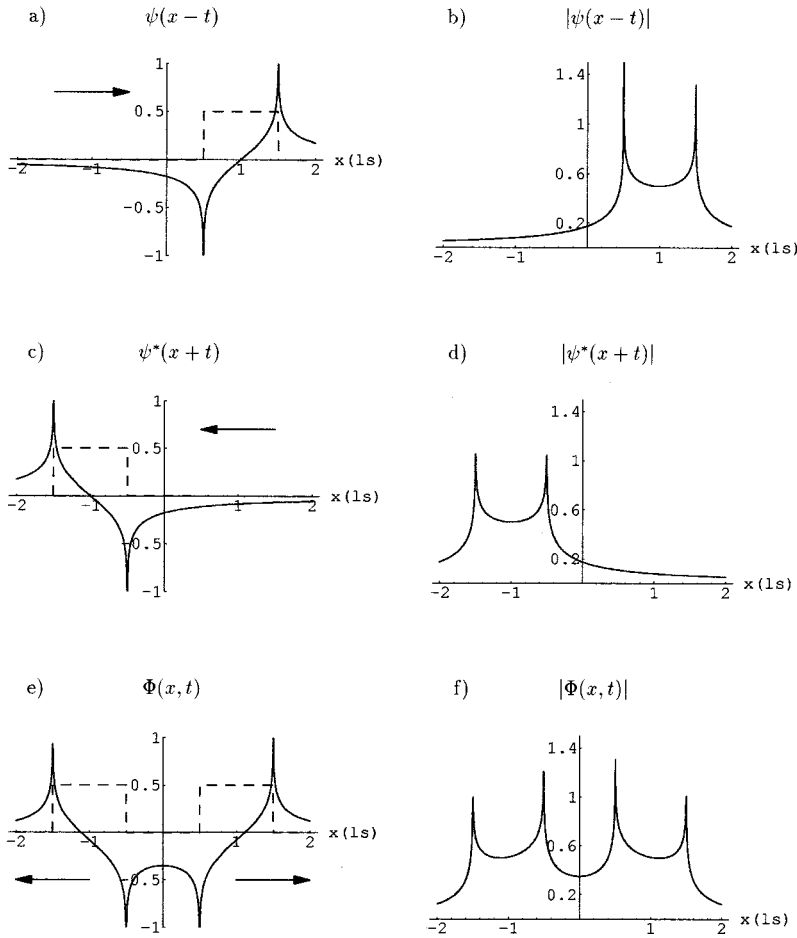 a) ψ(x − t)
b) |ψ(x − t)|
1
0.5
-0.5
-1
-2 -1 1 2 x(ls)
1.4
1
0.6
0.2
-2 -1 1 2 x(ls)
c) ψ*(x + t)
d) |ψ*(x + t)|
1
0.5
-0.5
-1
-2 -1 1 2 x(ls)
1.4
1
0.6
0.2
-2 -1 1 2 x(ls)
e) Φ(x, t)
f) |Φ(x, t)|
1
0.5
0.5
-1
-2 -1 1 2 x(ls)
1.4
1
0.6
0.2
-2 -1 1 2 x(ls)